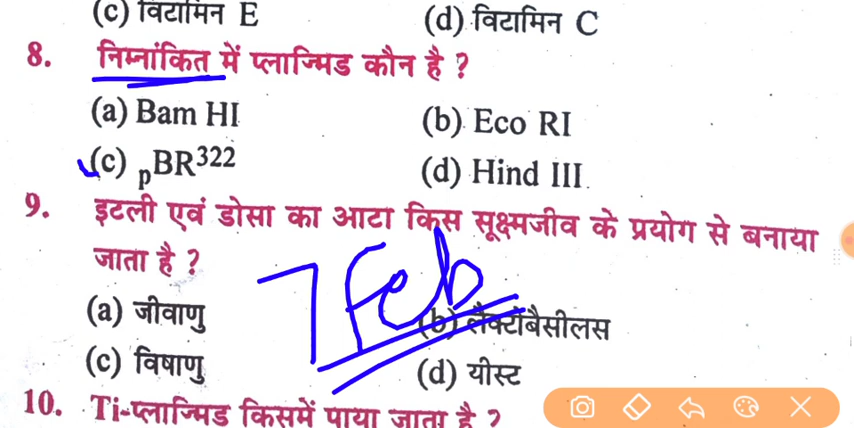 (c) विटामिन E
(d) विटामिन C
8. निम्नांकित में प्लाज्मिड कौन है ?
(a) Bam HI
(b) Eco RI
(c) pBR322
(d) Hind III
9. इटली एवं डोसा का आटा किस सूक्ष्मजीव के प्रयोग से बनाया
जाता है ?
(a) जीवाणु
(b) लैक्टोबैसीलस
(c) विषाणु
(d) यीस्ट
7 Feb
10. Ti-प्लाज्मिड किसमें पाया जाता है ?